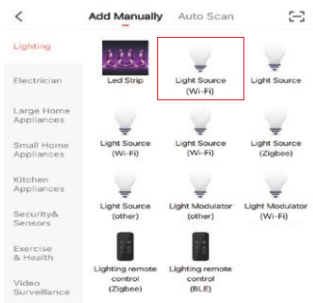 Add Manually Auto Scan
Lighting
Electrician
Large Home
Appliances
Small Home
Appliances
Kitchen
Appliances
Security&
Sensors
Exercise
& Health
Video
Surveillance
Led Strip
Light Source
(Wi-Fi)
Light Source
Light Source
(Wi-Fi)
Light Source
(Wi-Fi)
Light Source
(Zigbee)
Light Source
(other)
Light Modulator
(other)
Light Modulator
(Wi-Fi)
Lighting remote
control
(Zigbee)
Lighting remote
control
(BLE)